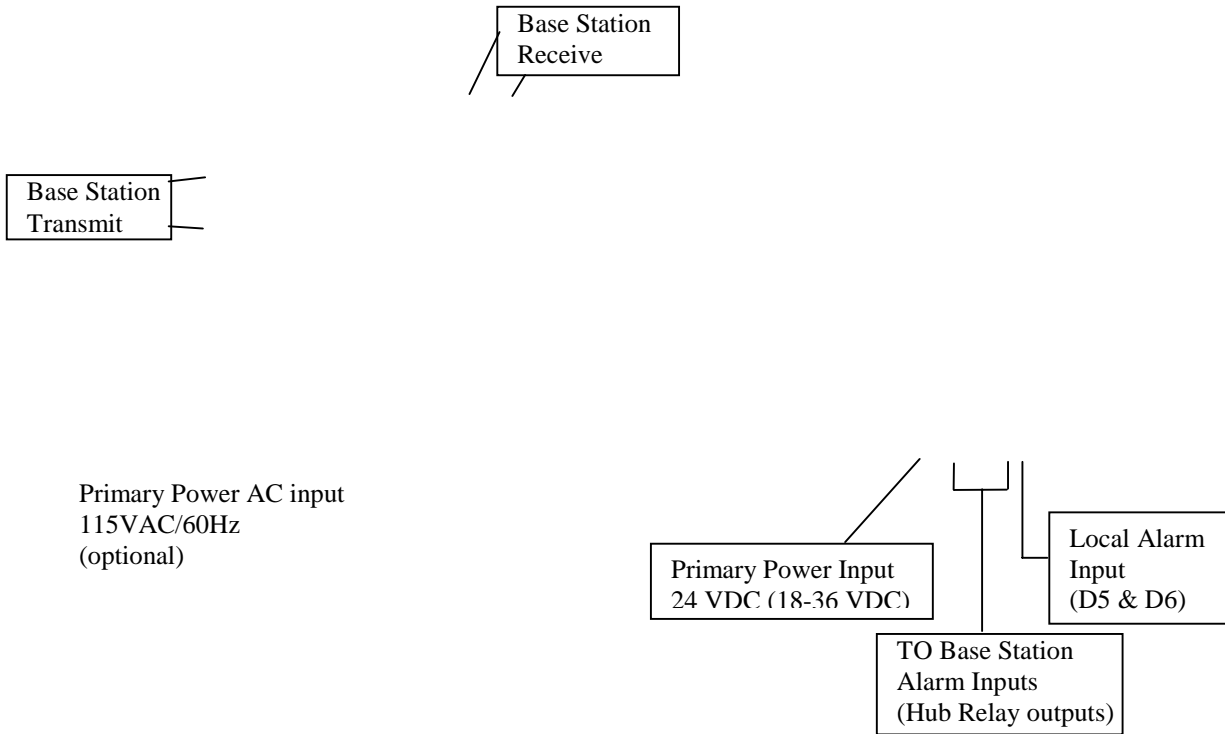 Base Station
Receive
Base Station
Transmit
Primary Power AC input
115VAC/60Hz
(optional)
Primary Power Input
24 VDC (18-36 VDC)
Local Alarm
Input
(D5 & D6)
TO Base Station
Alarm Inputs
(Hub Relay outputs)